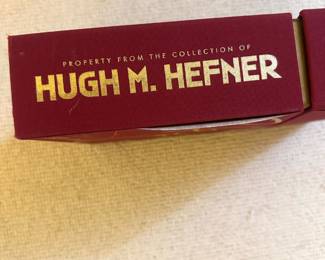 PROPERTY FROM THE COLLECTION OF
HUGH M. HEFNER